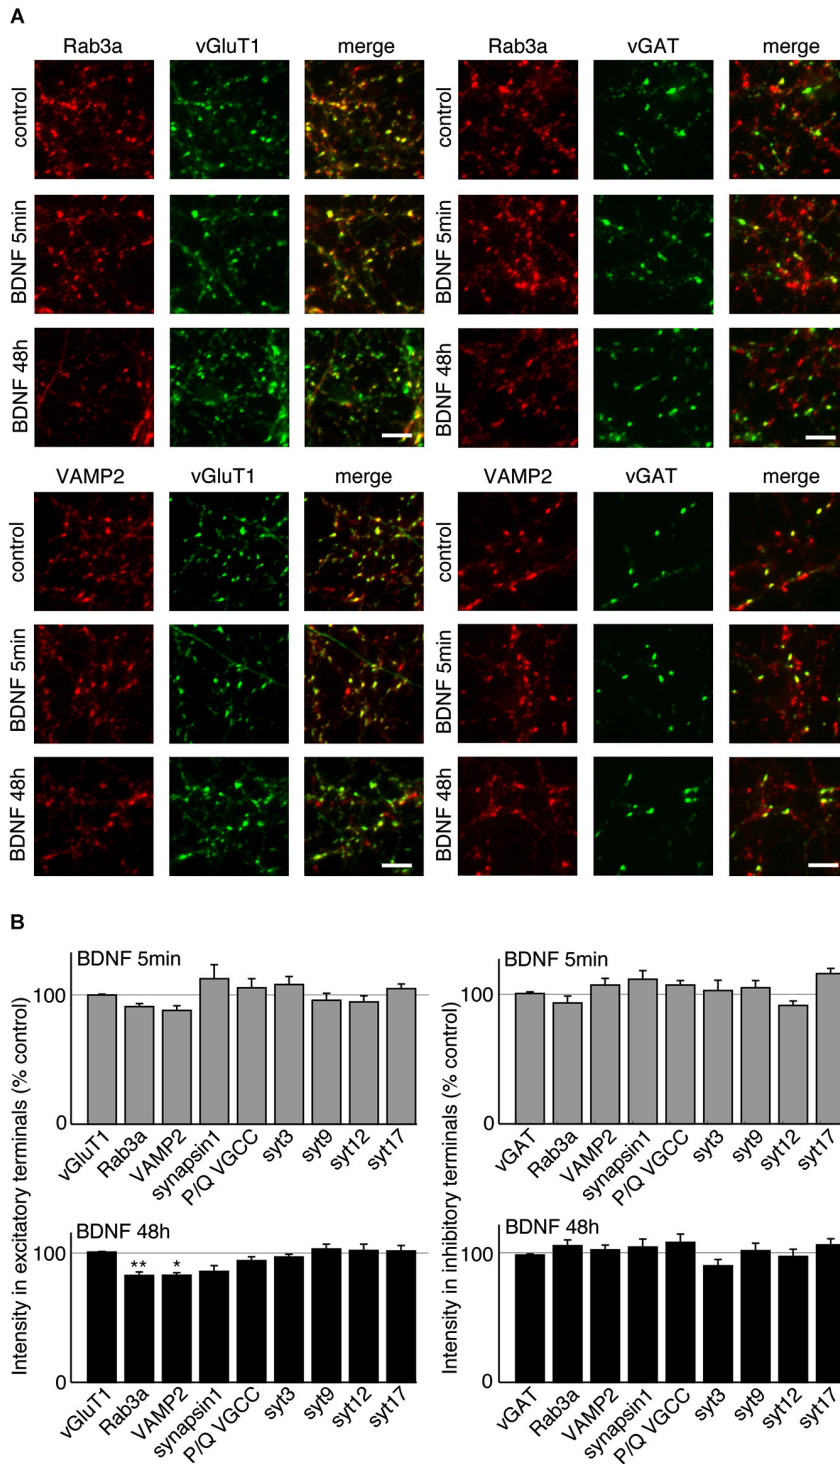 A
Rab3a vGluT1 merge Rab3a vGAT merge
control
BDNF 5min
BDNF 48h
BDNF 5min
BDNF 48h
control
VAMP2 vGluT1 merge VAMP2 vGAT merge
control
BDNF 5min
BDNF 48h
control
BDNF 5min
BDNF 48h
B
Intensity in excitatory terminals (% control)
BDNF 5min
100
0
vGluT1 Rab3a VAMP2 synapsin1 P/Q VGCC syt3 syt9 syt12 syt17
BDNF 48h
100
** *
0
vGluT1 Rab3a VAMP2 synapsin1 P/Q VGCC syt3 syt9 syt12 syt17
Intensity in inhibitory terminals (% control)
BDNF 5min
100
0
vGAT Rab3a VAMP2 synapsin1 P/Q VGCC syt3 syt9 syt12 syt17
BDNF 48h
100
0
vGAT Rab3a VAMP2 synapsin1 P/Q VGCC syt3 syt9 syt12 syt17